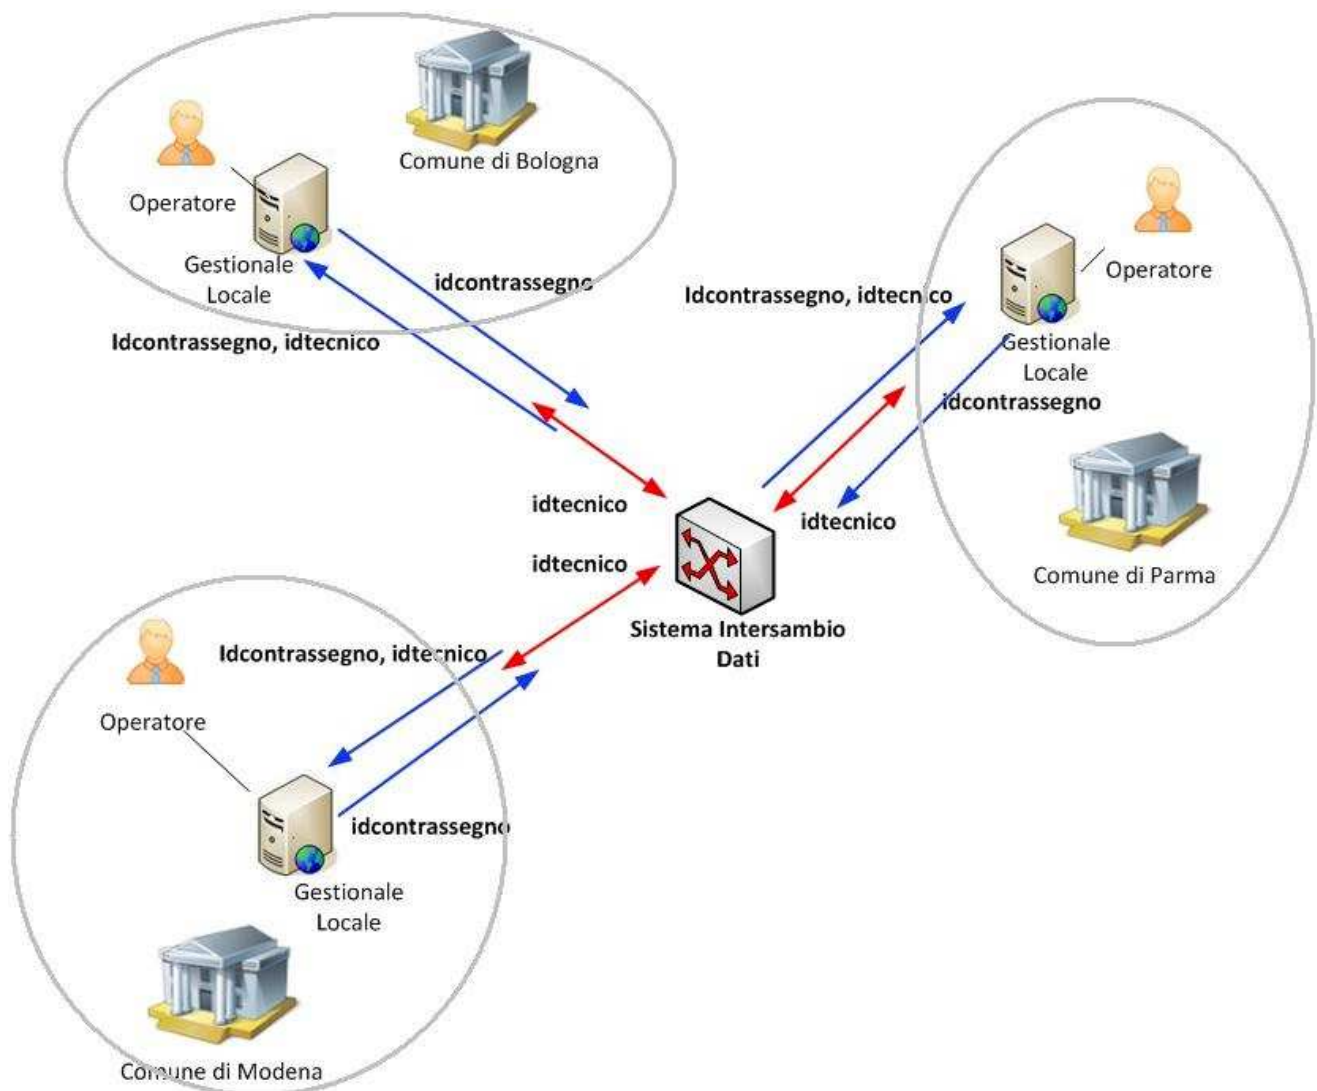 Comune di Bologna
Operatore
Gestionale
Locale
idcontrassegno
Idcontrassegno, idtecnico
Idcontrassegno, idtecnico
Operatore
Gestionale
Locale
idcontrassegno
Comune di Parma
idtecnico
idtecnico
idtecnico
Sistema Intersambio
Dati
Idcontrassegno, idtecnico
Operatore
idcontrassegno
Gestionale
Locale
Comune di Modena